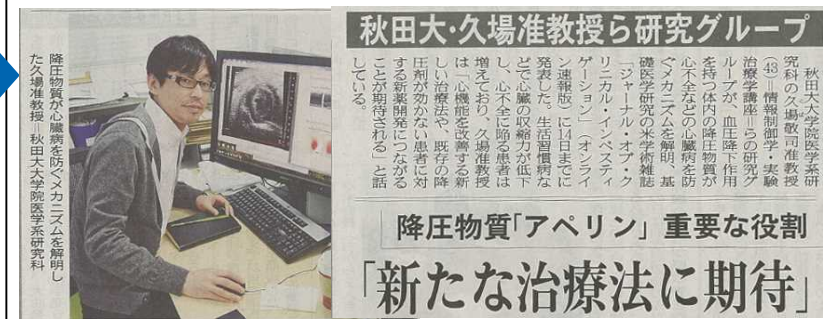 秋田大・久場准教授ら研究グループ
秋田大大学院医学系研
究科の久場敬司准教授
(43)＝情報制御学・実験
治療学講座＝らの研究グ
ループが、血圧降下作用
を持つ体内の降圧物質が
心不全などの心臓病を防
ぐメカニズムを解明、基
礎医学研究の米学術雑誌
「ジャーナル・オブ・ク
リニカル・インベスティ
ゲーション」（オンライ
ン速報版）に14日までに
発表した。生活習慣病な
どで心臓の収縮力が低下
し、心不全に陥る患者は
増えており、久場准教授
は「心機能を改善する新
しい治療法や、既存の降
圧剤が効かない患者に対
する新薬開発につながる
ことが期待される」と話
している。
降圧物質「アペリン」重要な役割
「新たな治療法に期待」
降圧物質が心臓病を防ぐメカニズムを解明し
た久場准教授＝秋田大大学院医学系研究科